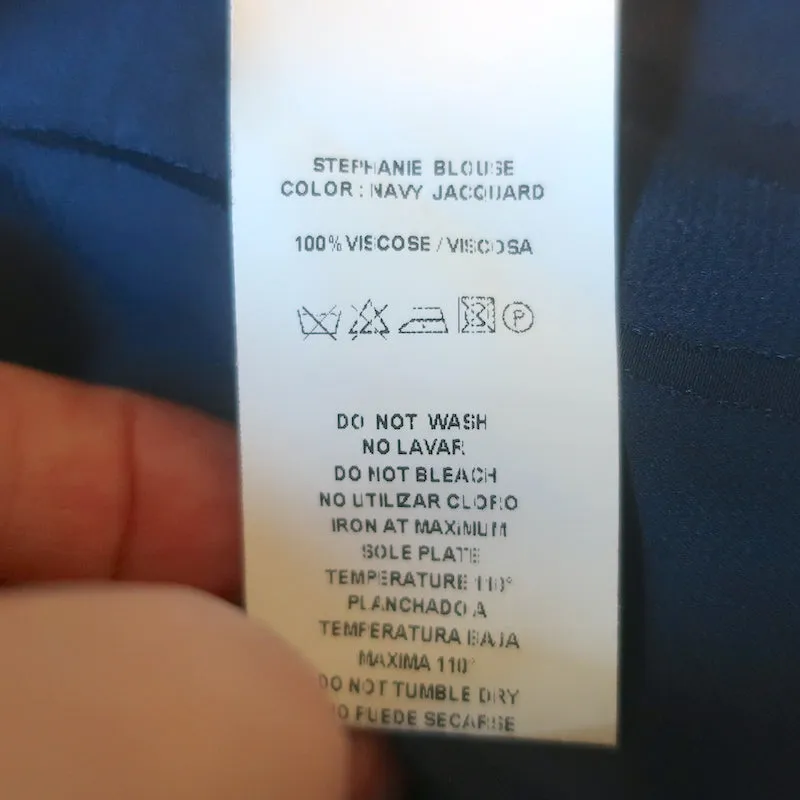 STEPHANIE BLOUSE
COLOR : NAVY JACQUARD
100% VISCOSE / VISCOSA
P
DO NOT WASH
NO LAVAR
DO NOT BLEACH
NO UTILIZAR CLORO
IRON AT MAXIMUM
SOLE PLATE
TEMPERATURE 110°
PLANCHADO A
TEMPERATURA BAJA
MAXIMA 110°
DO NOT TUMBLE DRY
PUEDE SECARSE